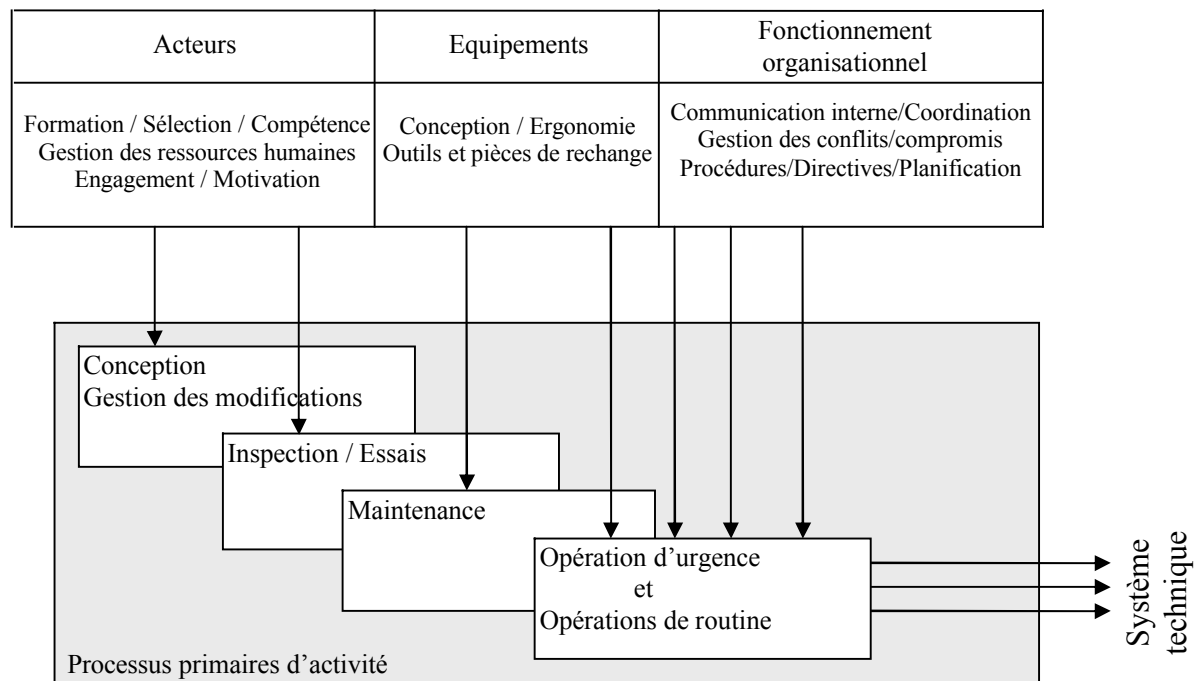 Acteurs
Equipements
Fonctionnement
organisationnel
Formation / Sélection / Compétence
Gestion des ressources humaines
Engagement / Motivation
Conception / Ergonomie
Outils et pièces de rechange
Communication interne/Coordination
Gestion des conflits/compromis
Procédures/Directives/Planification
Conception
Gestion des modifications
Inspection / Essais
Maintenance
Opération d’urgence
et
Opérations de routine
Système
technique
Processus primaires d’activité